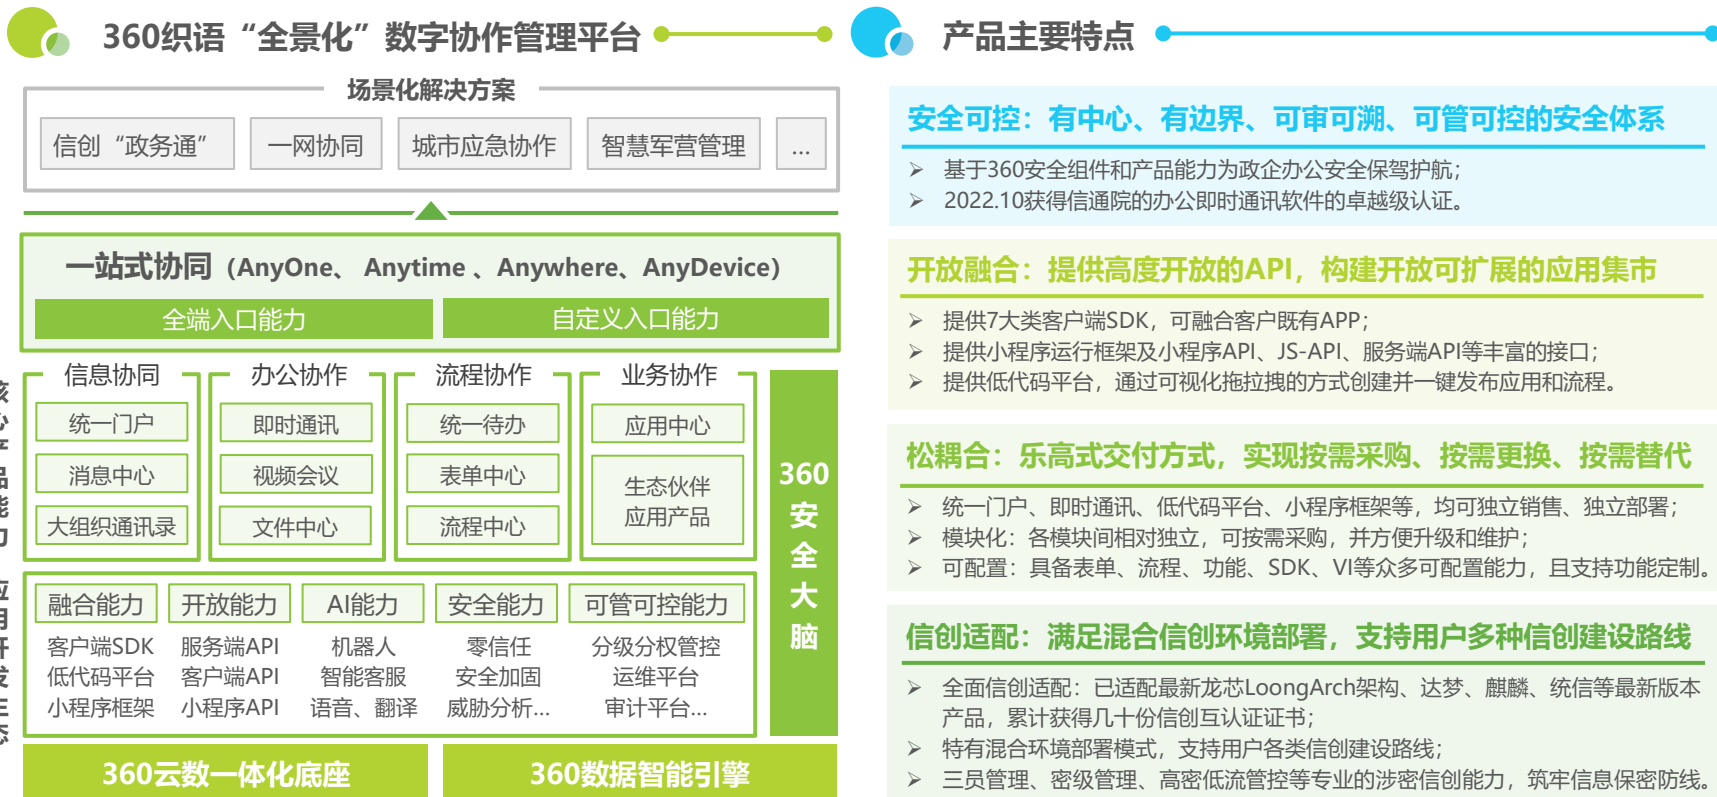 360织语“全景化”数字协作管理平台
场景化解决方案
信创“政务通”
一网协同
城市应急协作
智慧军营管理
...
一站式协同（AnyOne、 Anytime 、Anywhere、AnyDevice）
全端入口能力
自定义入口能力
核心产品能力
信息协同
统一门户
消息中心
大组织通讯录
办公协作
即时通讯
视频会议
文件中心
流程协作
统一待办
表单中心
流程中心
业务协作
应用中心
生态伙伴
应用产品
360
安
全
大
脑
应用开发生态
融合能力
客户端SDK
低代码平台
小程序框架
开放能力
服务端API
客户端API
小程序API
AI能力
机器人
智能客服
语音、翻译
安全能力
零信任
安全加固
威胁分析...
可管可控能力
分级分权管控
运维平台
审计平台...
360云数一体化底座
360数据智能引擎
产品主要特点
安全可控：有中心、有边界、可审可溯、可管可控的安全体系
➢ 基于360安全组件和产品能力为政企办公安全保驾护航；
➢ 2022.10获得信通院的办公即时通讯软件的卓越级认证。
开放融合：提供高度开放的API，构建开放可扩展的应用集市
➢ 提供7大类客户端SDK，可融合客户既有APP；
➢ 提供小程序运行框架及小程序API、JS-API、服务端API等丰富的接口；
➢ 提供低代码平台，通过可视化拖拉拽的方式创建并一键发布应用和流程。
松耦合：乐高式交付方式，实现按需采购、按需更换、按需替代
➢ 统一门户、即时通讯、低代码平台、小程序框架等，均可独立销售、独立部署；
➢ 模块化：各模块间相对独立，可按需采购，并方便升级和维护；
➢ 可配置：具备表单、流程、功能、SDK、VI等众多可配置能力，且支持功能定制。
信创适配：满足混合信创环境部署，支持用户多种信创建设路线
➢ 全面信创适配：已适配最新龙芯LoongArch架构、达梦、麒麟、统信等最新版本
产品，累计获得几十份信创互认证证书；
➢ 特有混合环境部署模式，支持用户各类信创建设路线；
➢ 三员管理、密级管理、高密低流管控等专业的涉密信创能力，筑牢信息保密防线。